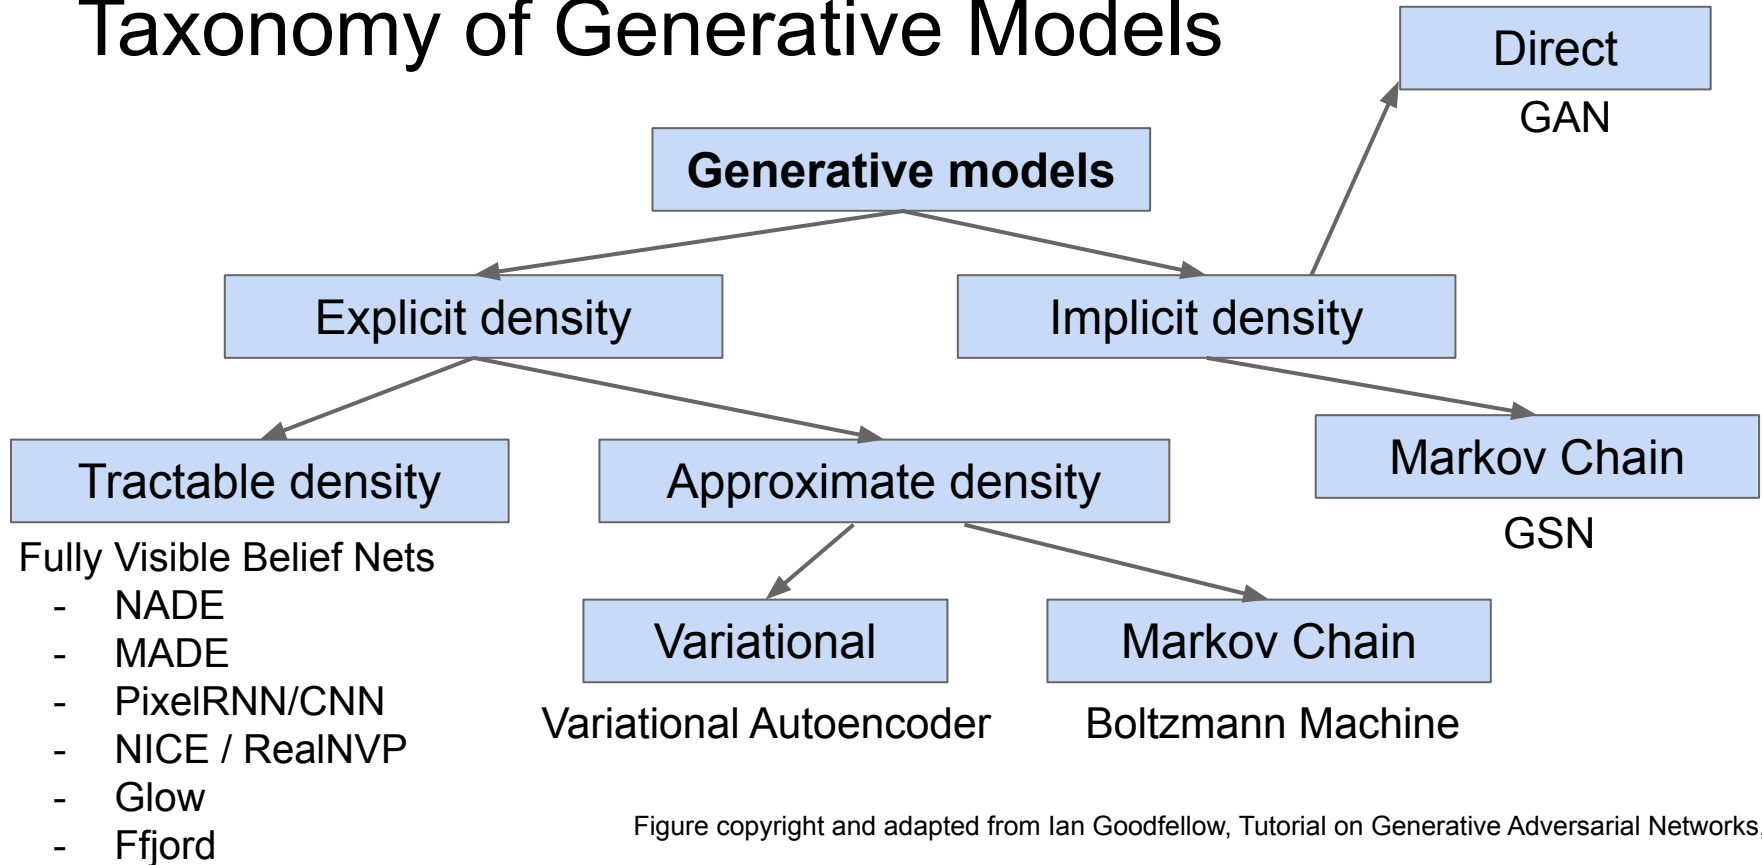 Taxonomy of Generative Models
Direct
GAN
Generative models
Explicit density
Implicit density
Tractable density
Approximate density
Markov Chain
GSN
Fully Visible Belief Nets
- NADE
- MADE
- PixelRNN/CNN
- NICE / RealNVP
- Glow
- Ffjord
Variational
Markov Chain
Variational Autoencoder
Boltzmann Machine
Figure copyright and adapted from Ian Goodfellow, Tutorial on Generative Adversarial Networks,